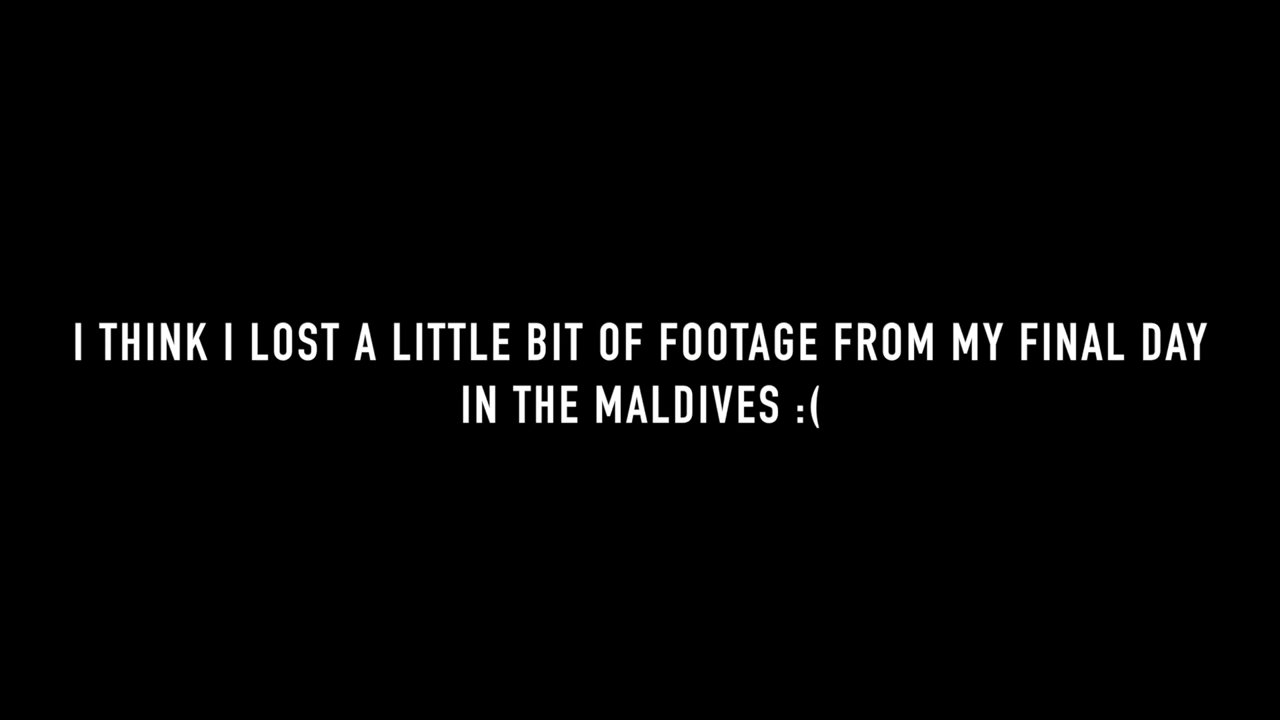 I THINK I LOST A LITTLE BIT OF FOOTAGE FROM MY FINAL DAY
IN THE MALDIVES :(